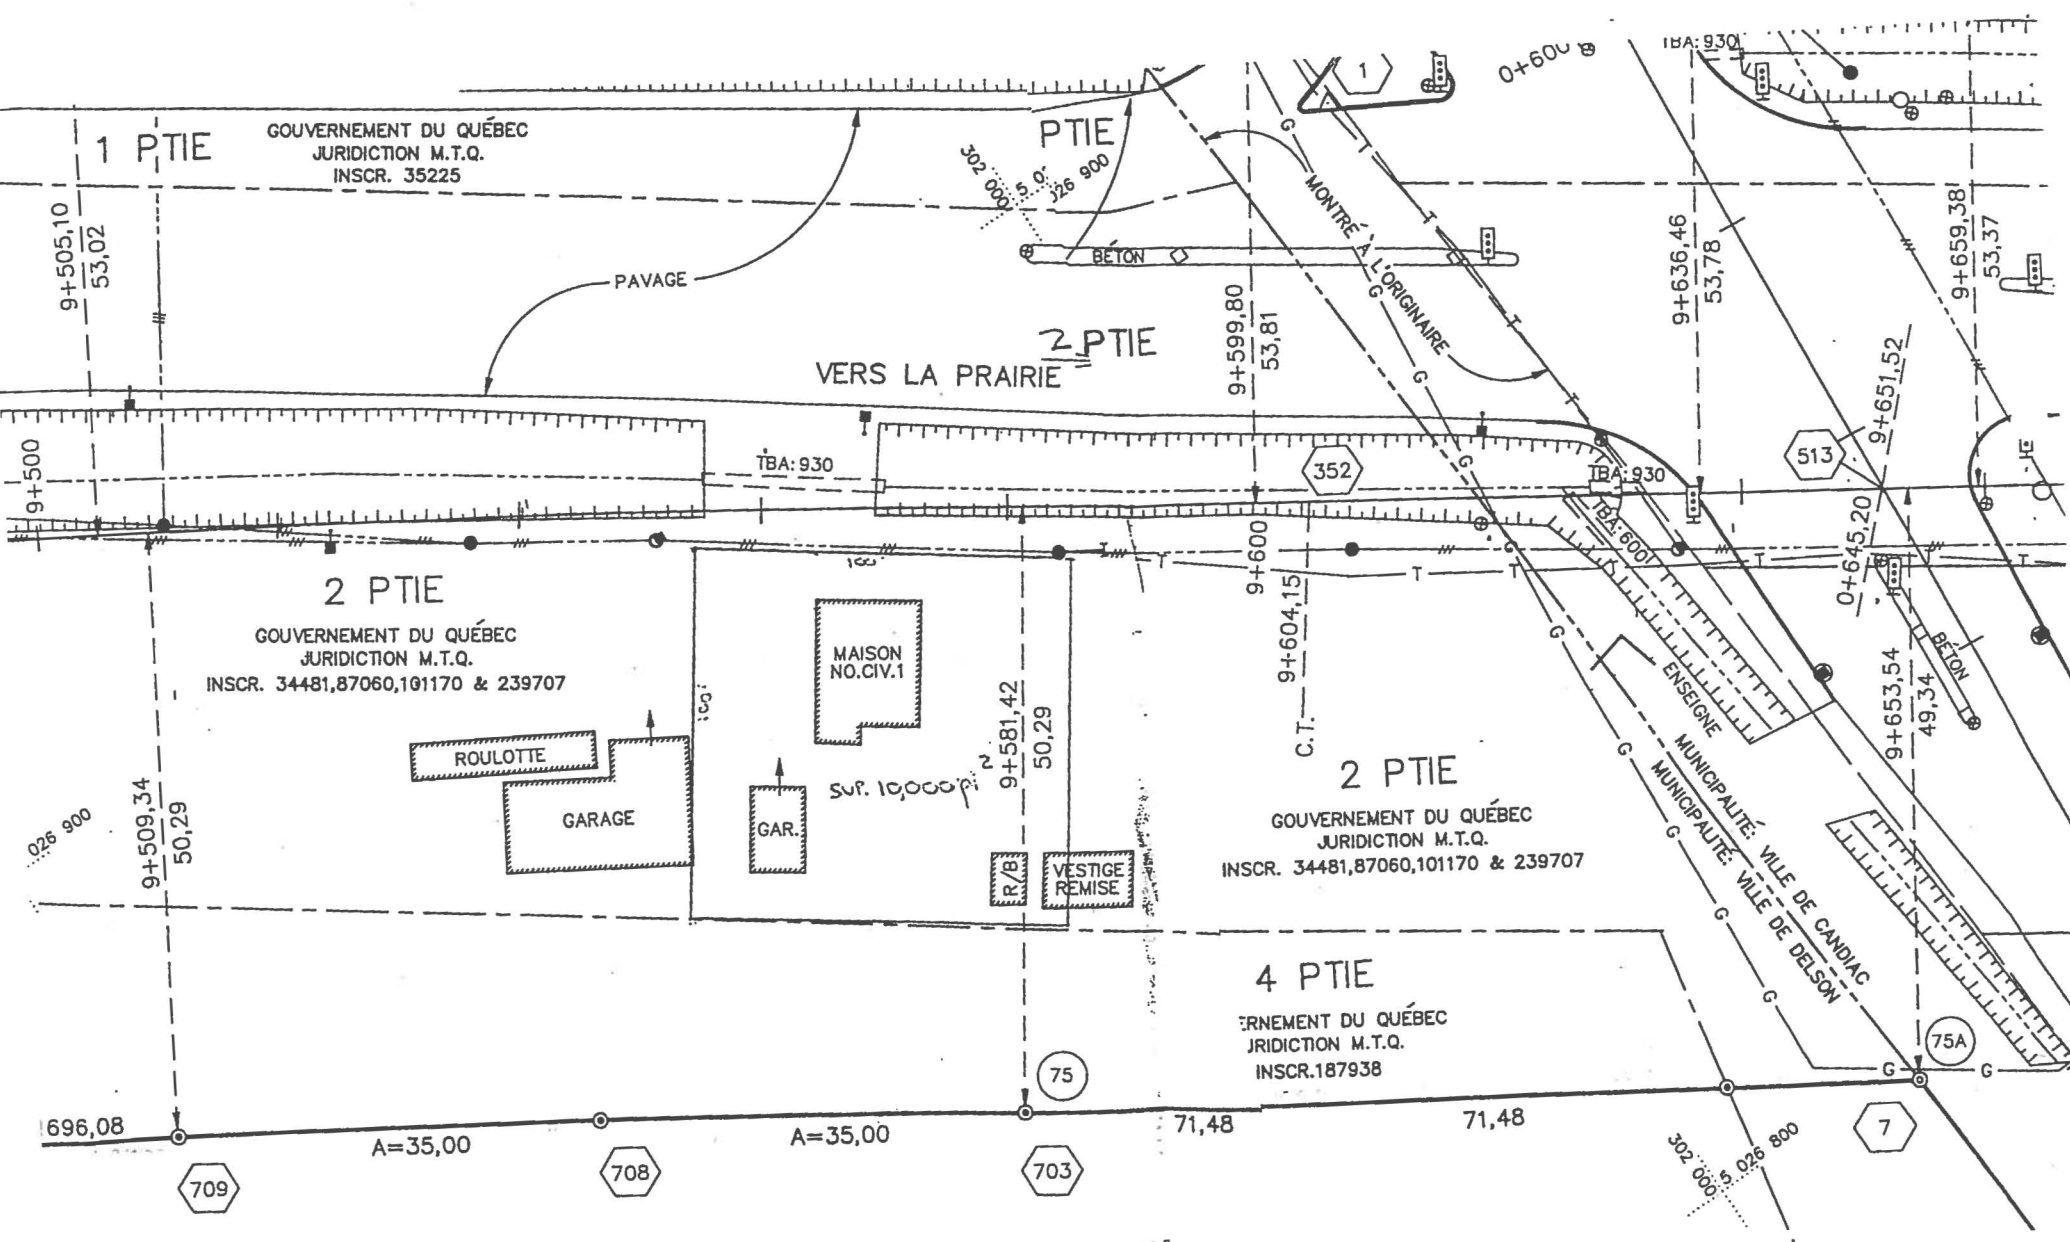 1
0+600
TBA: 930
1 PTIE
GOUVERNEMENT DU QUÉBEC
JURIDICTION M.T.Q.
INSCR. 35225
PTIE
302 000
026 900
MONTRÉ À L'ORIGINAIRE
BÉTON
PAVAGE
9+505,10
53,02
9+599,80
53,81
9+636,46
53,78
9+659,38
53,37
2 PTIE
VERS LA PRAIRIE
9+651,52
9+500
TBA: 930
352
TBA: 930
513
TBA: 600
0+645,20
9+600
9+604,15
C.T.
2 PTIE
GOUVERNEMENT DU QUÉBEC
JURIDICTION M.T.Q.
INSCR. 34481,87060,101170 & 239707
100'
100'
MAISON
NO.CIV.1
9+581,42
50,29
ENSEIGNE
BÉTON
9+653,54
49,34
ROULOTTE
GARAGE
GAR.
SUP. 10,000 pi²
R/B
VESTIGE
REMISE
2 PTIE
GOUVERNEMENT DU QUÉBEC
JURIDICTION M.T.Q.
INSCR. 34481,87060,101170 & 239707
MUNICIPALITÉ: VILLE DE CANDIAC
MUNICIPALITÉ: VILLE DE DELSON
026 900
9+509,34
50,29
4 PTIE
ERNEMENT DU QUÉBEC
JRIDICTION M.T.Q.
INSCR.187938
75
75A
696,08
A=35,00
A=35,00
71,48
71,48
709
708
703
7
302 000
5 026 800
T T T T T T T T T T
G G G G G G G G G G G G G G